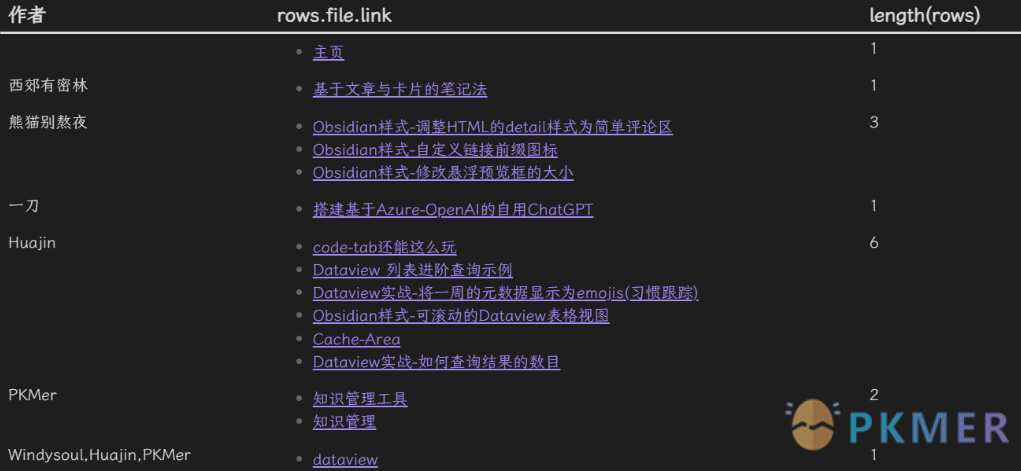 作者 rows.file.link length(rows)
主页 1
西郊有密林 基于文章与卡片的笔记法 1
熊猫别熬夜 Obsidian样式-调整HTML的detail样式为简单评论区 3
Obsidian样式-自定义链接前缀图标
Obsidian样式-修改悬浮预览框的大小
一刀 搭建基于Azure-OpenAI的自用ChatGPT 1
Huajin code-tab还能这么玩 6
Dataview 列表进阶查询示例
Dataview实战-将一周的元数据显示为emojis(习惯跟踪)
Obsidian样式-可滚动的Dataview表格视图
Cache-Area
Dataview实战-如何查询结果的数目
PKMer 知识管理工具 2
知识管理
PKMER
Windysoul,Huajin,PKMer dataview 1